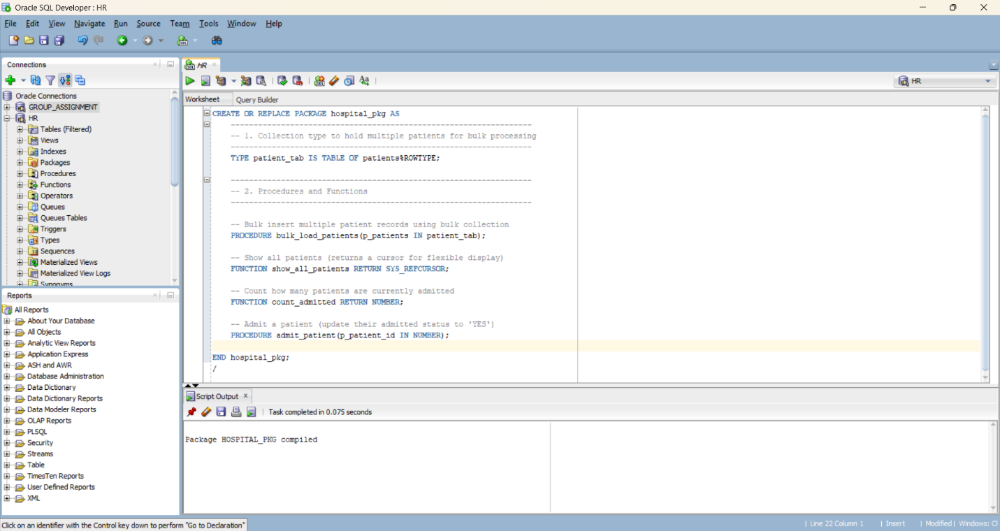 Oracle SQL Developer : HR
File Edit View Navigate Run Source Team Tools Window Help
Connections
Oracle Connections
GROUP_ASSIGNMENT
HR
Tables (Filtered)
Views
Indexes
Packages
Procedures
Functions
Operators
Queues
Queues Tables
Triggers
Types
Sequences
Materialized Views
Materialized View Logs
Synonyms
Reports
All Reports
About Your Database
All Objects
Analytic View Reports
Application Express
ASH and AWR
Database Administration
Data Dictionary
Data Dictionary Reports
Data Modeler Reports
OLAP Reports
PLSQL
Security
Streams
Table
TimesTen Reports
User Defined Reports
XML
HR
HR
Worksheet Query Builder
CREATE OR REPLACE PACKAGE hospital_pkg AS
--------------------------------------------------------------------
-- 1. Collection type to hold multiple patients for bulk processing
--------------------------------------------------------------------
TYPE patient_tab IS TABLE OF patients%ROWTYPE;
--------------------------------------------------------------------
-- 2. Procedures and Functions
--------------------------------------------------------------------
-- Bulk insert multiple patient records using bulk collection
PROCEDURE bulk_load_patients(p_patients IN patient_tab);
-- Show all patients (returns a cursor for flexible display)
FUNCTION show_all_patients RETURN SYS_REFCURSOR;
-- Count how many patients are currently admitted
FUNCTION count_admitted RETURN NUMBER;
-- Admit a patient (update their admitted status to 'YES')
PROCEDURE admit_patient(p_patient_id IN NUMBER);
END hospital_pkg;
/
Script Output x
Task completed in 0.075 seconds
Package HOSPITAL_PKG compiled
Click on an identifier with the Control key down to perform "Go to Declaration"
| Line 22 Column 1 | Insert | Modified | Windows: C